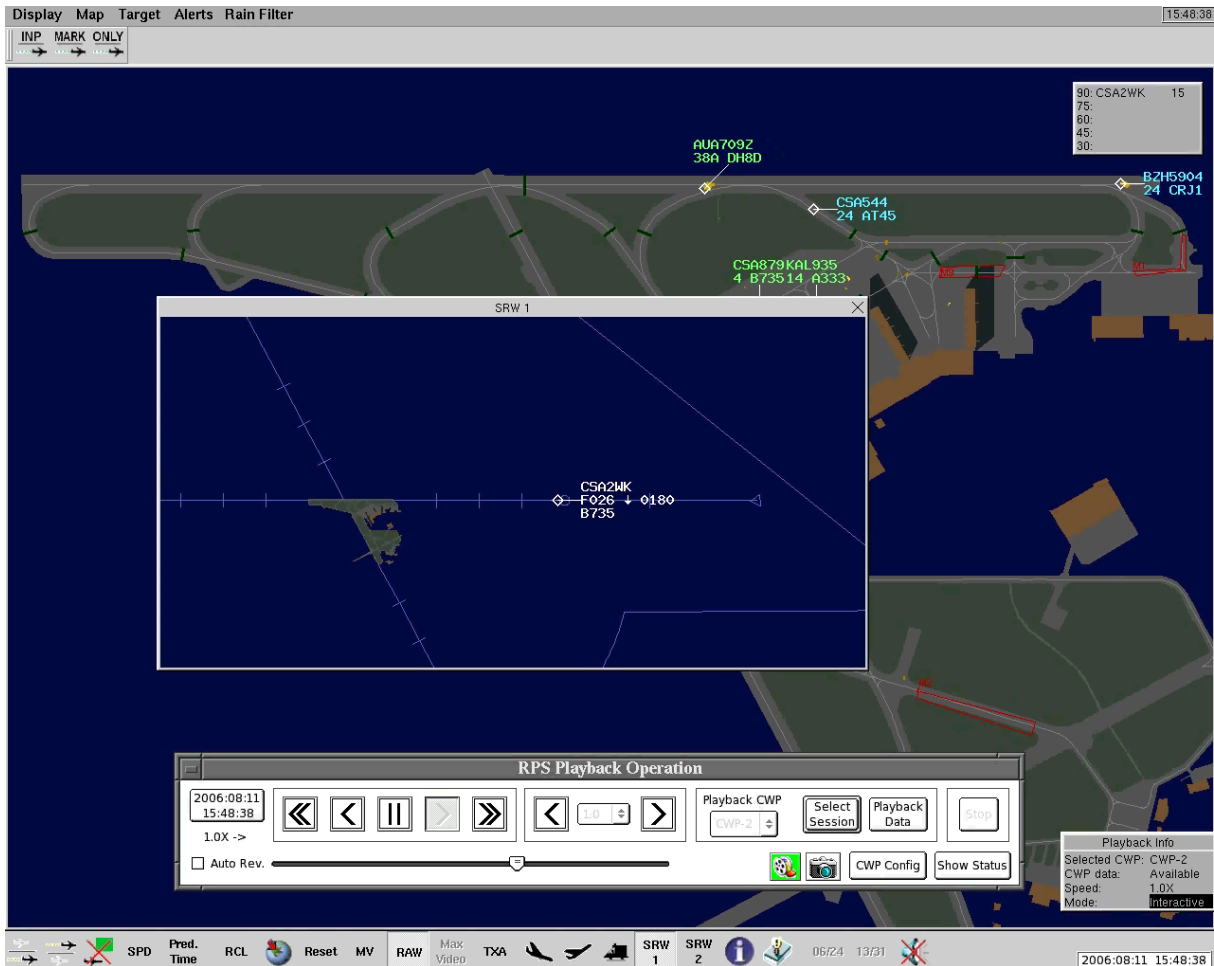 Display Map Target Alerts Rain Filter
15:48:38
INP MARK ONLY
90: CSA2WK 15
75:
60:
45:
30:
AUA709Z
38A DH8D
BZH5904
24 CRJ1
CSA544
24 AT45
CSA879KAL935
4 B73514 A333
SRW 1
CSA2WK
F026 ↓ 0180
B735
RPS Playback Operation
2006:08:11
15:48:38
1.0X ->
1.0
Playback CWP
CWP-2
Select
Session
Playback
Data
Stop
Auto Rev.
CWP Config
Show Status
Playback Info
Selected CWP: CWP-2
CWP data: Available
Speed: 1.0X
Mode: Interactive
SPD
Pred.
Time
RCL
Reset
MV
RAW
Max
Video
TXA
SRW
1
SRW
2
06/24
13/31
2006:08:11 15:48:38